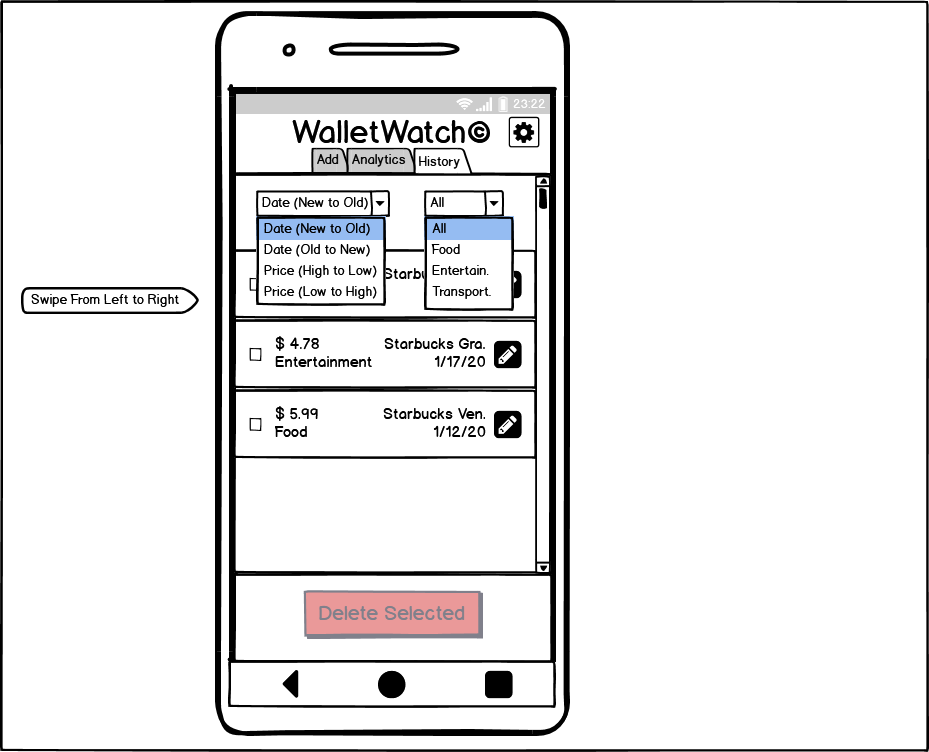 23:22
WalletWatch©
Add Analytics History
Date (New to Old) All
Date (New to Old)
Date (Old to New)
Price (High to Low)
Price (Low to High)
All
Food
Entertain.
Transport.
Swipe From Left to Right
$ 4.78 Starbucks Gra.
Entertainment 1/17/20
$ 5.99 Starbucks Ven.
Food 1/12/20
Delete Selected